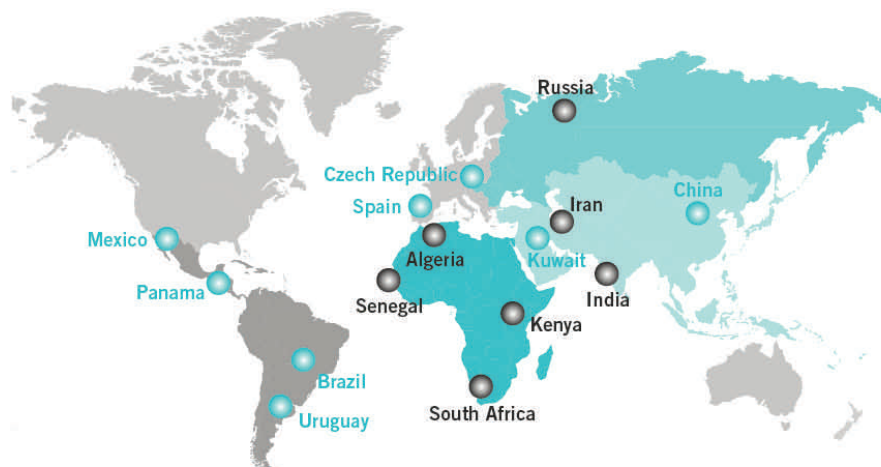 Russia
Czech Republic
China
Spain
Iran
Mexico
Algeria
Kuwait
Panama
Senegal
India
Kenya
Brazil
South Africa
Uruguay